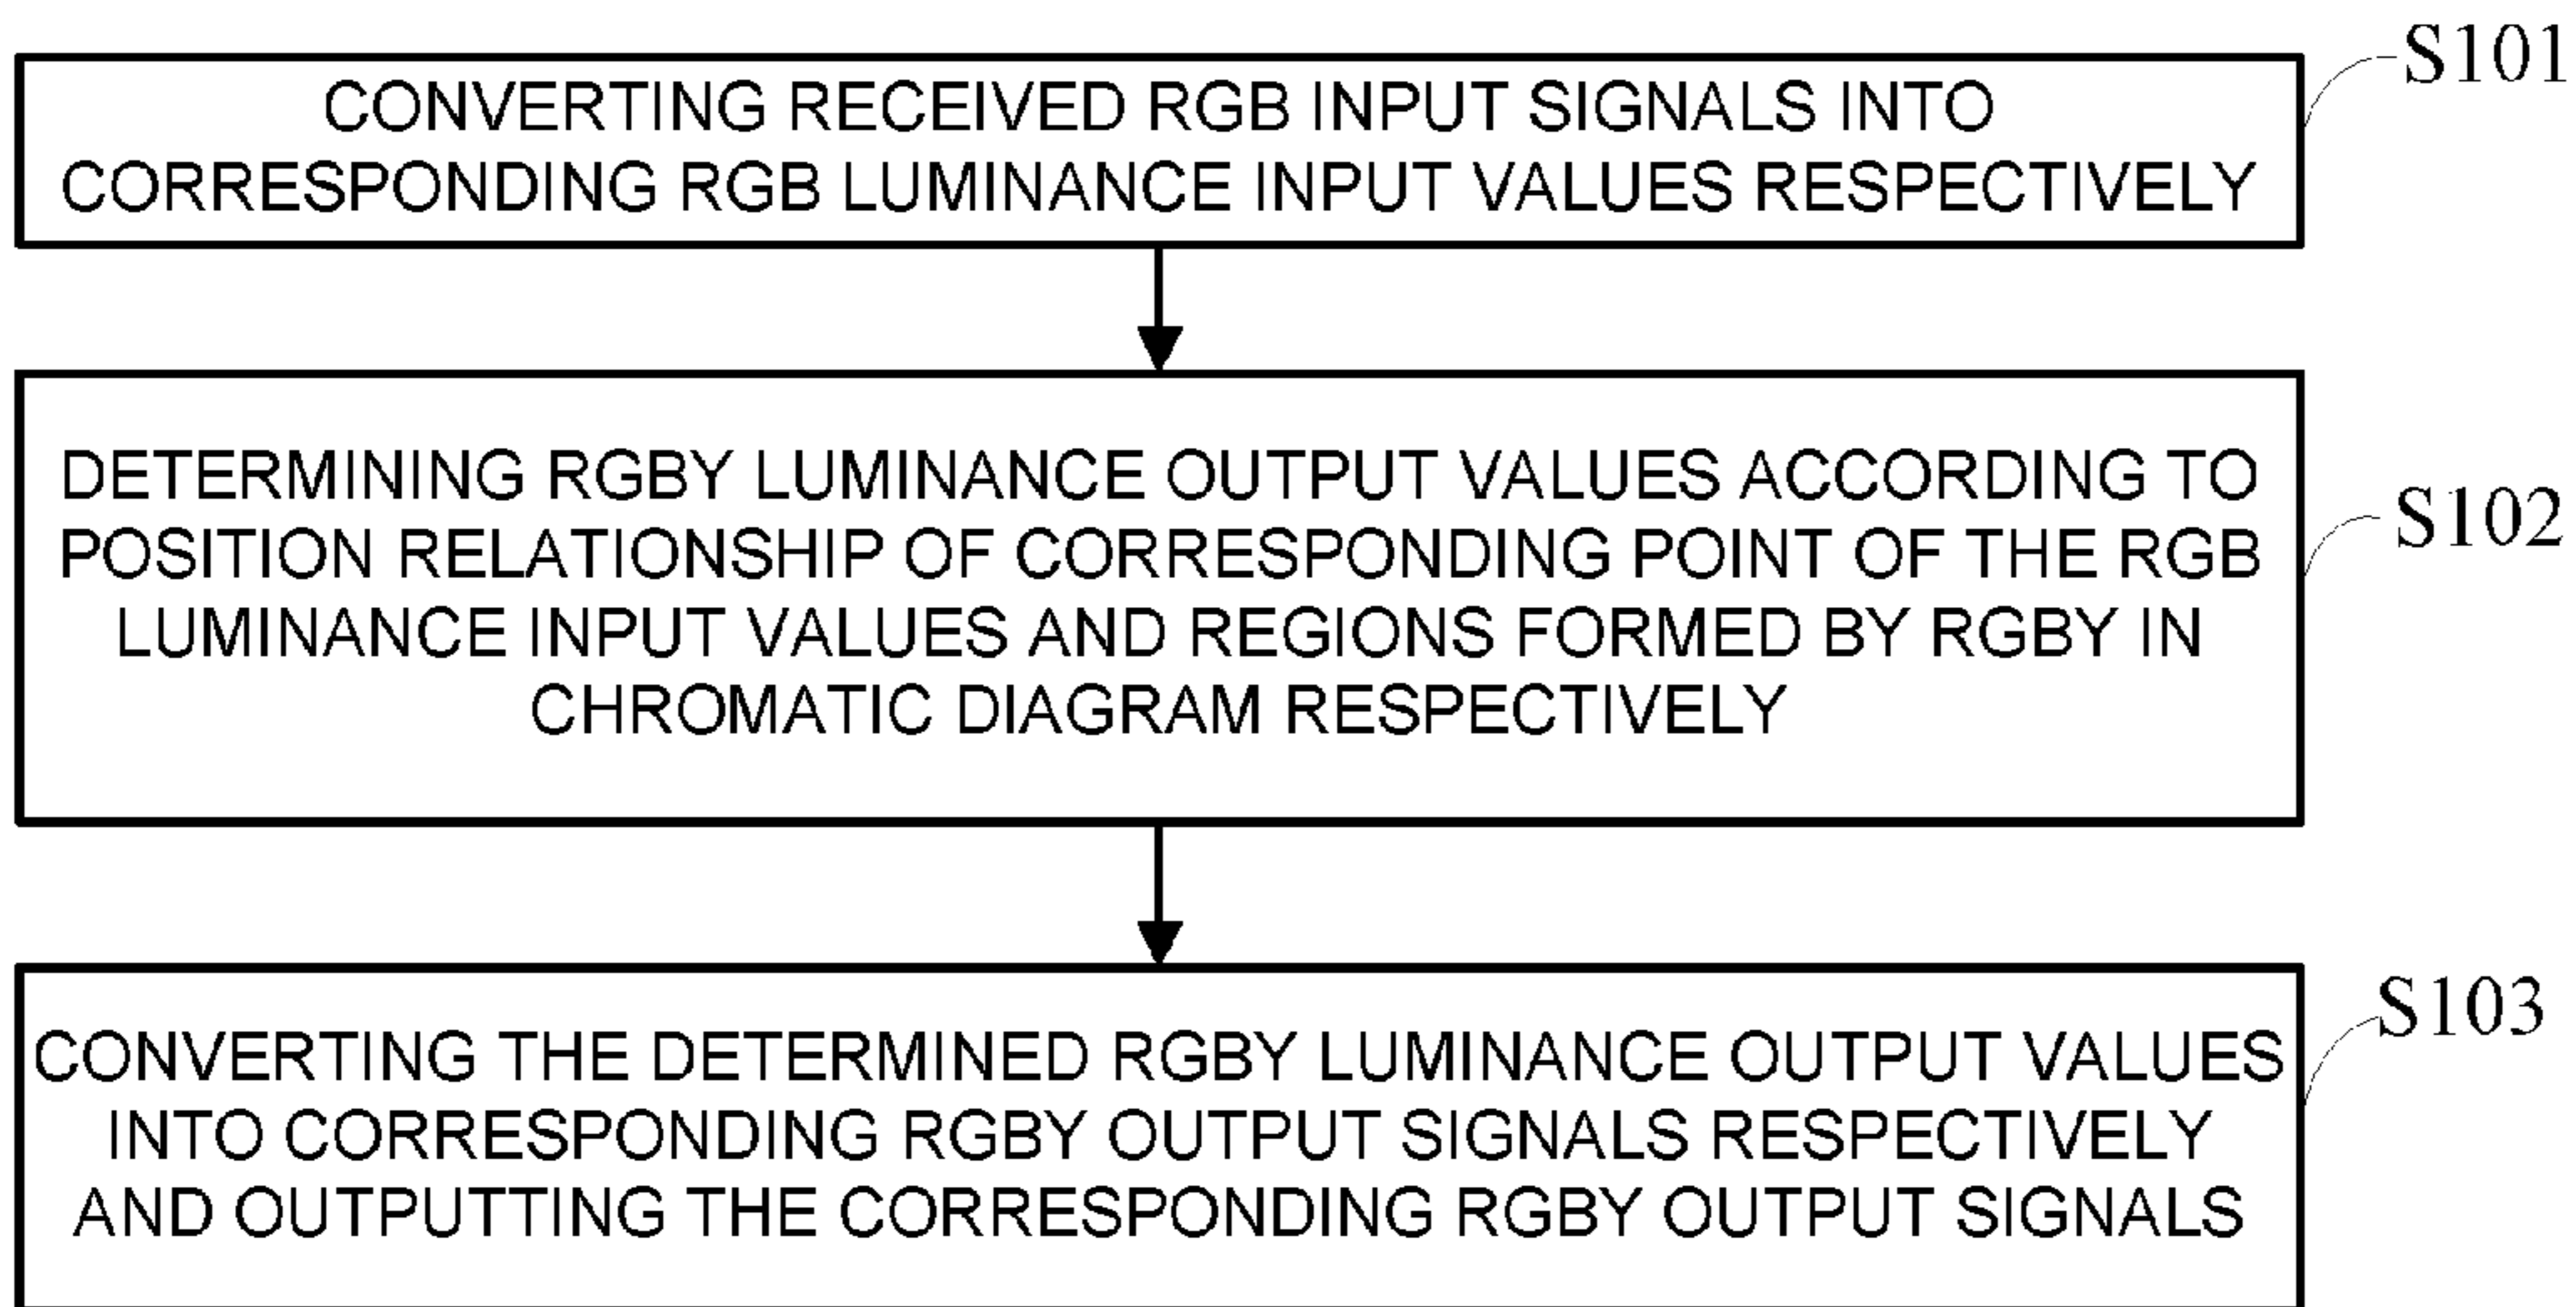 S101
CONVERTING RECEIVED RGB INPUT SIGNALS INTO
CORRESPONDING RGB LUMINANCE INPUT VALUES RESPECTIVELY
DETERMINING RGBY LUMINANCE OUTPUT VALUES ACCORDING TO
S102
POSITION RELATIONSHIP OF CORRESPONDING POINT OF THE RGB
LUMINANCE INPUT VALUES AND REGIONS FORMED BY RGBY IN
CHROMATIC DIAGRAM RESPECTIVELY
S103
CONVERTING THE DETERMINED RGBY LUMINANCE OUTPUT VALUES
INTO CORRESPONDING RGBY OUTPUT SIGNALS RESPECTIVELY
AND OUTPUTTING THE CORRESPONDING RGBY OUTPUT SIGNALS